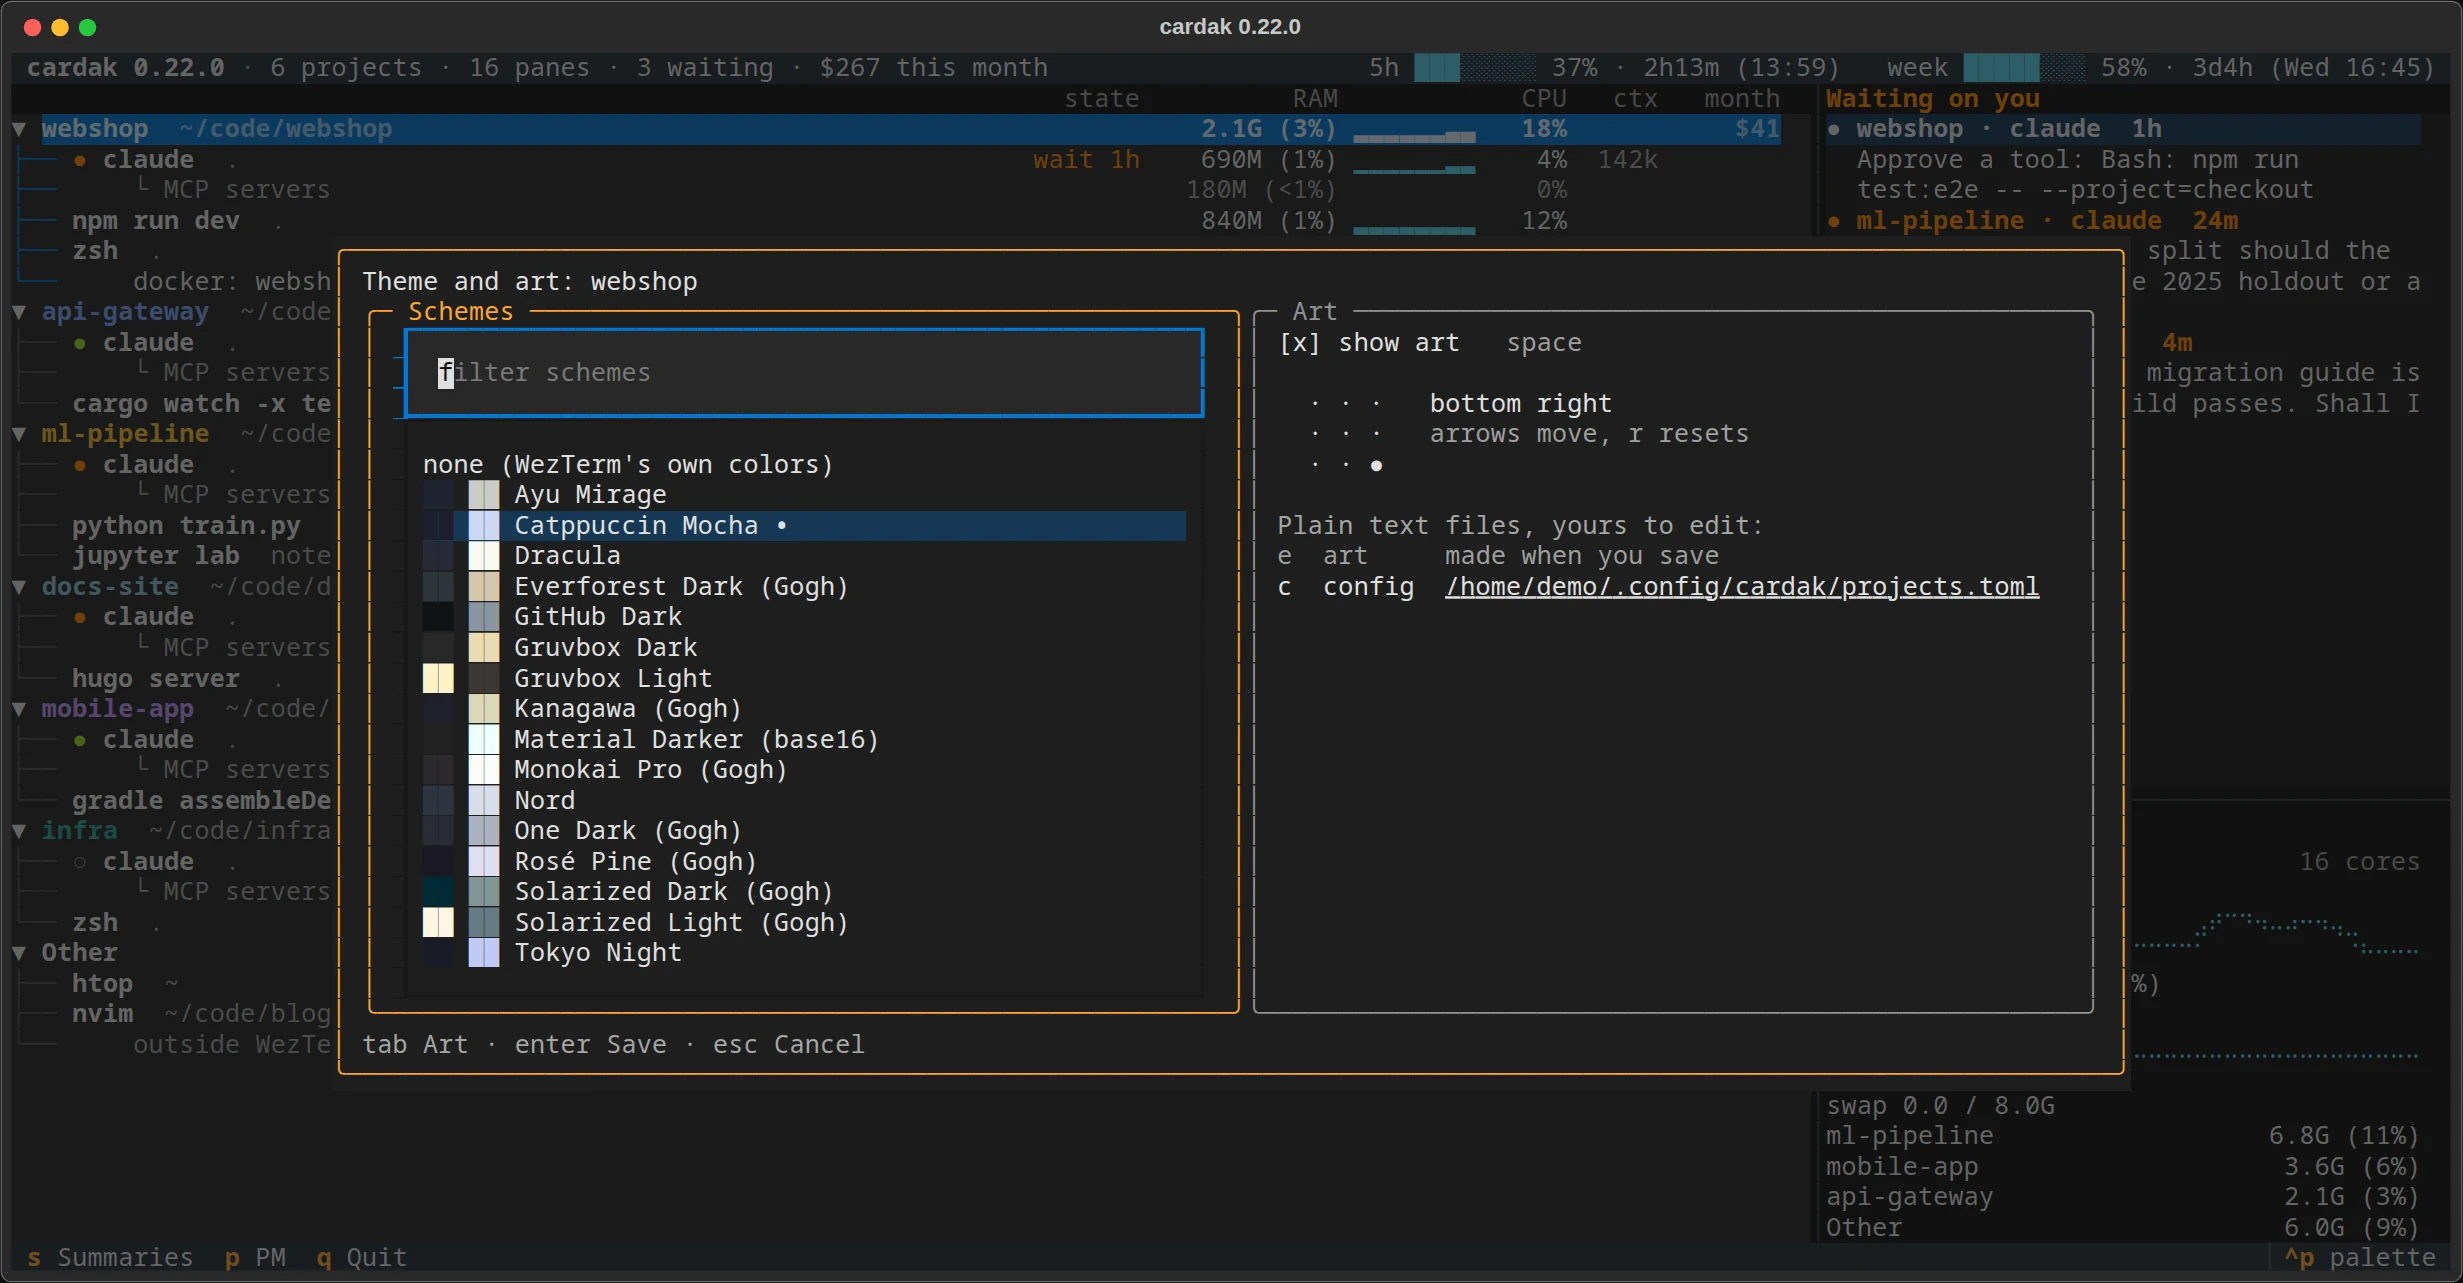 cardak 0.22.0
cardak 0.22.0 · 6 projects · 16 panes · 3 waiting · $267 this month 5h 37% · 2h13m (13:59) week 58% · 3d4h (Wed 16:45)
state RAM CPU ctx month
▼ webshop ~/code/webshop 2.1G (3%) 18% $41
● claude . wait 1h 690M (1%) 4% 142k
└ MCP servers 180M (<1%) 0%
npm run dev . 840M (1%) 12%
zsh .
docker: websh
▼ api-gateway ~/code
● claude .
└ MCP servers
cargo watch -x te
▼ ml-pipeline ~/code
● claude .
└ MCP servers
python train.py
jupyter lab note
▼ docs-site ~/code/d
● claude .
└ MCP servers
hugo server .
▼ mobile-app ~/code/
● claude .
└ MCP servers
gradle assembleDe
▼ infra ~/code/infra
○ claude .
└ MCP servers
zsh .
▼ Other
htop ~
nvim ~/code/blog
outside WezTe
Theme and art: webshop
Schemes
filter schemes
none (WezTerm's own colors)
Ayu Mirage
Catppuccin Mocha •
Dracula
Everforest Dark (Gogh)
GitHub Dark
Gruvbox Dark
Gruvbox Light
Kanagawa (Gogh)
Material Darker (base16)
Monokai Pro (Gogh)
Nord
One Dark (Gogh)
Rosé Pine (Gogh)
Solarized Dark (Gogh)
Solarized Light (Gogh)
Tokyo Night
Art
[x] show art space
· · · bottom right
· · · arrows move, r resets
· · ●
Plain text files, yours to edit:
e art made when you save
c config /home/demo/.config/cardak/projects.toml
tab Art · enter Save · esc Cancel
Waiting on you
● webshop · claude 1h
Approve a tool: Bash: npm run
test:e2e -- --project=checkout
● ml-pipeline · claude 24m
split should the
e 2025 holdout or a
4m
migration guide is
ild passes. Shall I
16 cores
%)
swap 0.0 / 8.0G
ml-pipeline 6.8G (11%)
mobile-app 3.6G (6%)
api-gateway 2.1G (3%)
Other 6.0G (9%)
s Summaries p PM q Quit ^p palette